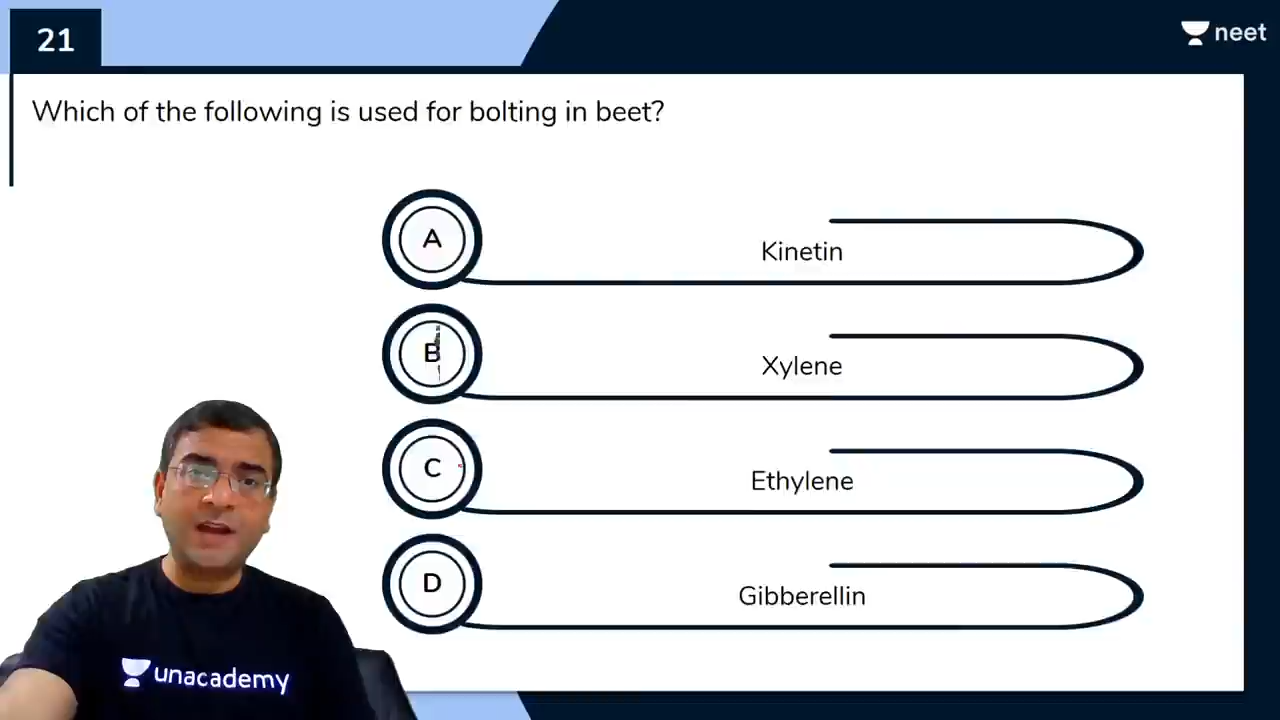 21
neet
Which of the following is used for bolting in beet?
A
Kinetin
B
Xylene
C
Ethylene
D
Gibberellin
unacademy